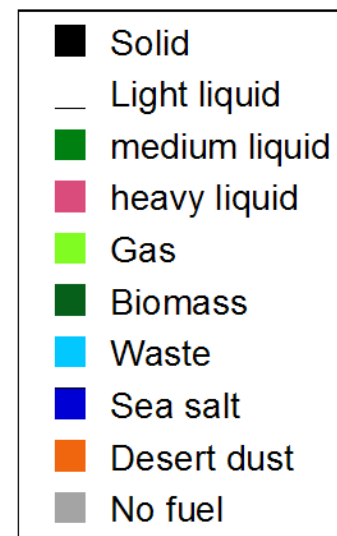 Solid
Light liquid
medium liquid
heavy liquid
Gas
Biomass
Waste
Sea salt
Desert dust
No fuel